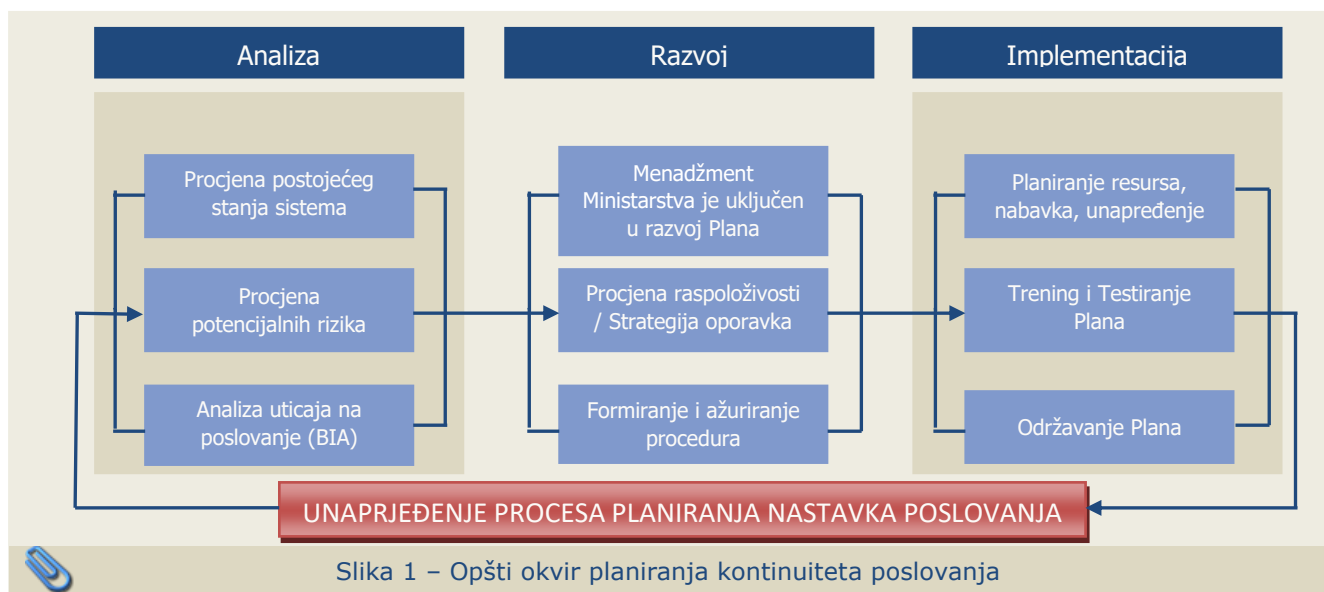 Analiza
Procjena postojećeg
stanja sistema
Procjena
potencijalnih rizika
Analiza uticaja na
poslovanje (BIA)
Razvoj
Menadžment
Ministarstva je uključen
u razvoj Plana
Procjena raspoloživosti
/ Strategija oporavka
Formiranje i ažuriranje
procedura
Implementacija
Planiranje resursa,
nabavka, unapređenje
Trening i Testiranje
Plana
Održavanje Plana
UNAPRJEĐENJE PROCESA PLANIRANJA NASTAVKA POSLOVANJA
Slika 1 – Opšti okvir planiranja kontinuiteta poslovanja